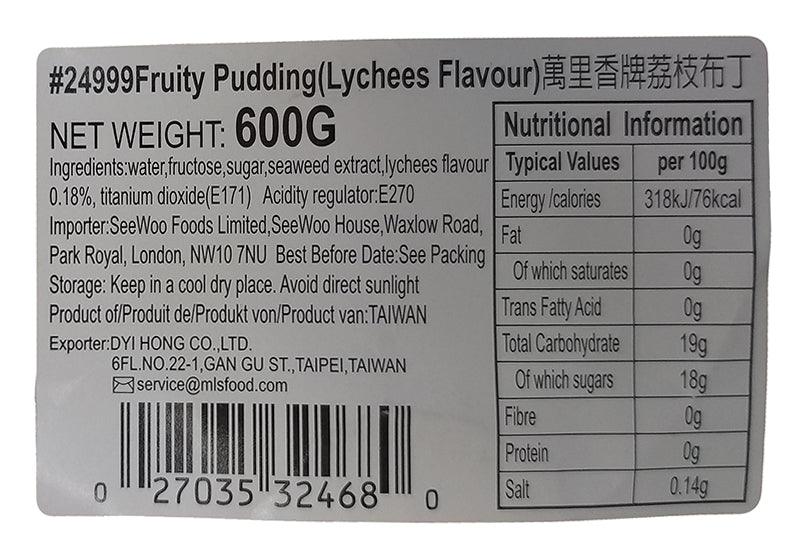 #24999Fruity Pudding(Lychees Flavour)萬里香牌荔枝布丁
NET WEIGHT: 600G
Ingredients:water,fructose,sugar,seaweed extract,lychees flavour
0.18%, titanium dioxide(E171) Acidity regulator:E270
Importer:SeeWoo Foods Limited,SeeWoo House,Waxlow Road,
Park Royal, London, NW10 7NU Best Before Date:See Packing
Storage: Keep in a cool dry place. Avoid direct sunlight
Product of/Produit de/Produkt von/Product van:TAIWAN
Exporter:DYI HONG CO.,LTD.
6FL.NO.22-1,GAN GU ST.,TAIPEI,TAIWAN
service@mlsfood.com
0 27035 32468 0
Nutritional Information
Typical Values per 100g
Energy /calories 318kJ/76kcal
Fat 0g
Of which saturates 0g
Trans Fatty Acid 0g
Total Carbohydrate 19g
Of which sugars 18g
Fibre 0g
Protein 0g
Salt 0.14g